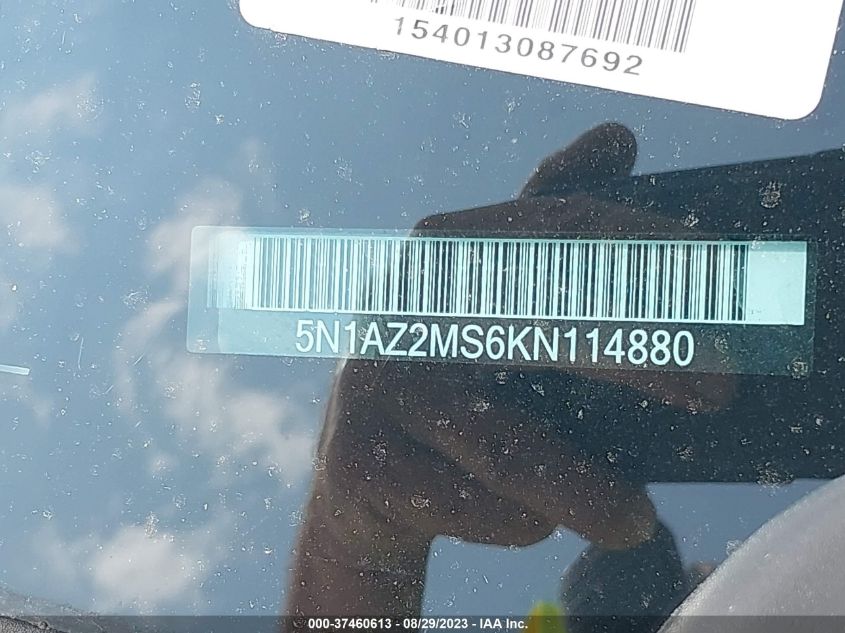 154013087692
5N1AZ2MS6KN114880
000-37460613 - 08/29/2023 - IAA Inc.